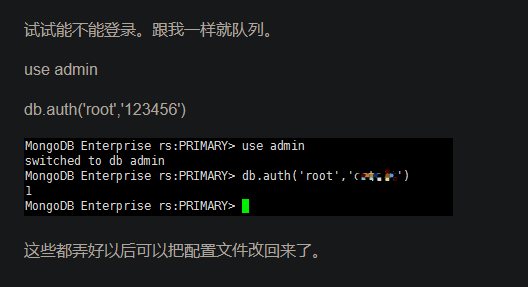 试试能不能登录。跟我一样就队列。
use admin
db.auth('root','123456')
MongoDB Enterprise rs:PRIMARY> use admin
switched to db admin
MongoDB Enterprise rs:PRIMARY> db.auth('root','')
1
MongoDB Enterprise rs:PRIMARY>
这些都弄好以后可以把配置文件改回来了。